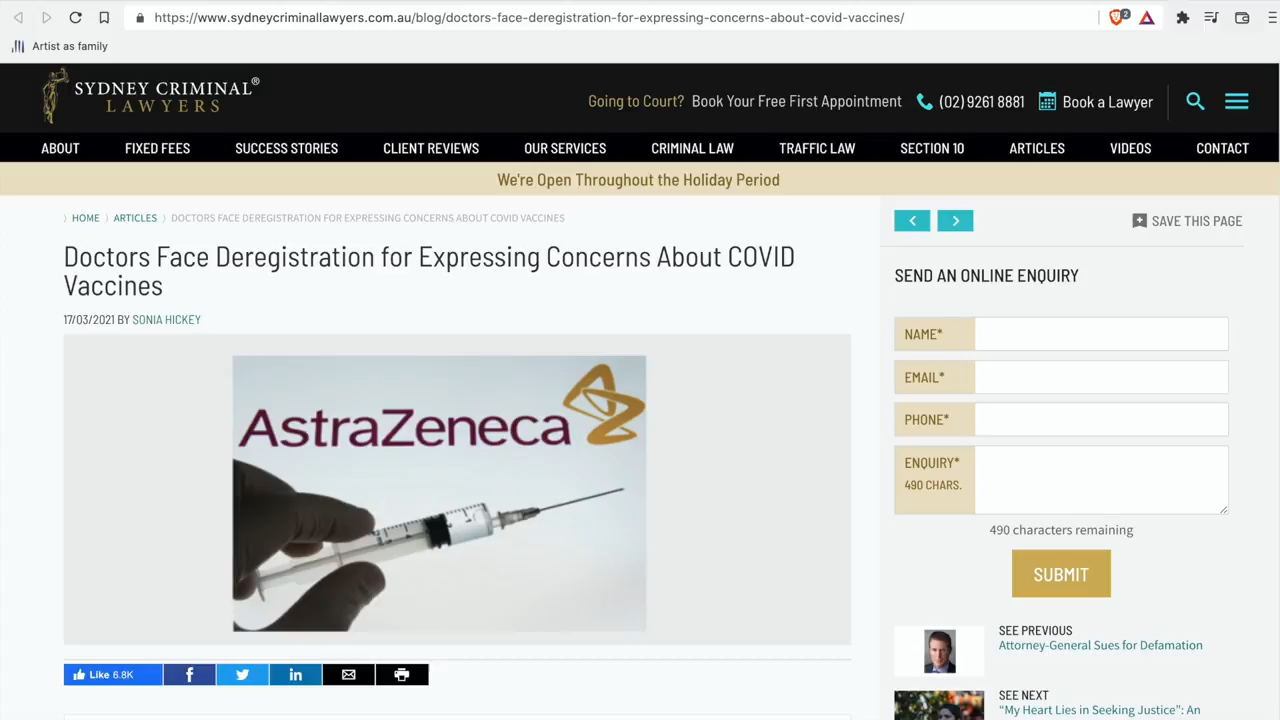 https://www.sydneycriminallawyers.com.au/blog/doctors-face-deregistration-for-expressing-concerns-about-covid-vaccines/
2
Artist as family
SYDNEY CRIMINAL®
LAWYERS
Going to Court? Book Your Free First Appointment
(02) 9261 8881
Book a Lawyer
ABOUT
FIXED FEES
SUCCESS STORIES
CLIENT REVIEWS
OUR SERVICES
CRIMINAL LAW
TRAFFIC LAW
SECTION 10
ARTICLES
VIDEOS
CONTACT
We're Open Throughout the Holiday Period
HOME
ARTICLES
DOCTORS FACE DEREGISTRATION FOR EXPRESSING CONCERNS ABOUT COVID VACCINES
Doctors Face Deregistration for Expressing Concerns About COVID
Vaccines
17/03/2021 BY SONIA HICKEY
AstraZeneca
Like 6.8K
SAVE THIS PAGE
SEND AN ONLINE ENQUIRY
NAME*
EMAIL*
PHONE*
ENQUIRY*
490 CHARS.
490 characters remaining
SUBMIT
SEE PREVIOUS
Attorney-General Sues for Defamation
SEE NEXT
“My Heart Lies in Seeking Justice”: An